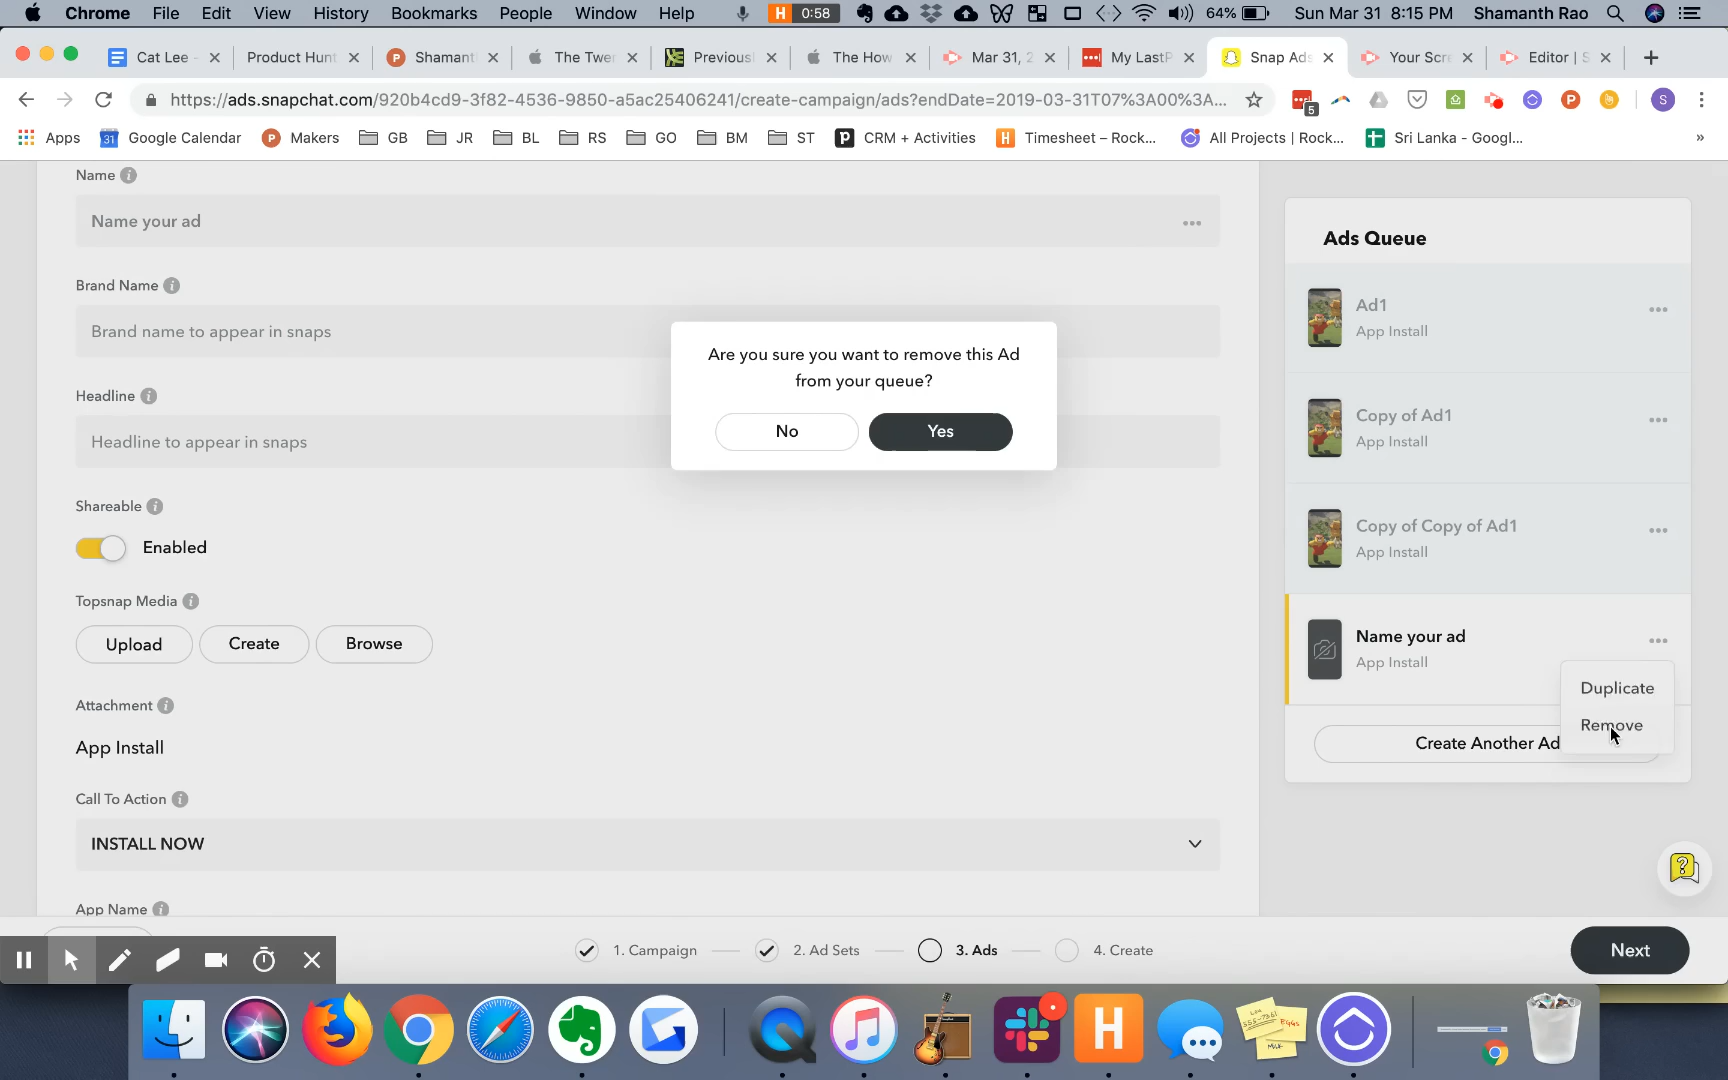 Chrome File Edit View History Bookmarks People Window Help H 0:58 64% Sun Mar 31 8:15 PM Shamanth Rao
Cat Lee - Product Hunt Shamant The Twer Previous The How Mar 31, 2 My LastP Snap Ads Your Scre Editor | S
https://ads.snapchat.com/920b4cd9-3f82-4536-9850-a5ac25406241/create-campaign/ads?endDate=2019-03-31T07%3A00%3A... 5 S
Apps 31 Google Calendar Makers GB JR BL RS GO BM ST CRM + Activities Timesheet – Rock... All Projects | Rock... Sri Lanka - Googl... »
Name
Name your ad
Brand Name
Brand name to appear in snaps
Headline
Headline to appear in snaps
Shareable
Enabled
Topsnap Media
Upload Create Browse
Attachment
App Install
Call To Action
INSTALL NOW
App Name
Are you sure you want to remove this Ad
from your queue?
No Yes
Ads Queue
Ad1
App Install
Copy of Ad1
App Install
Copy of Copy of Ad1
App Install
Name your ad
App Install
Duplicate
Remove
Create Another Ad
1. Campaign 2. Ad Sets 3. Ads 4. Create
Next